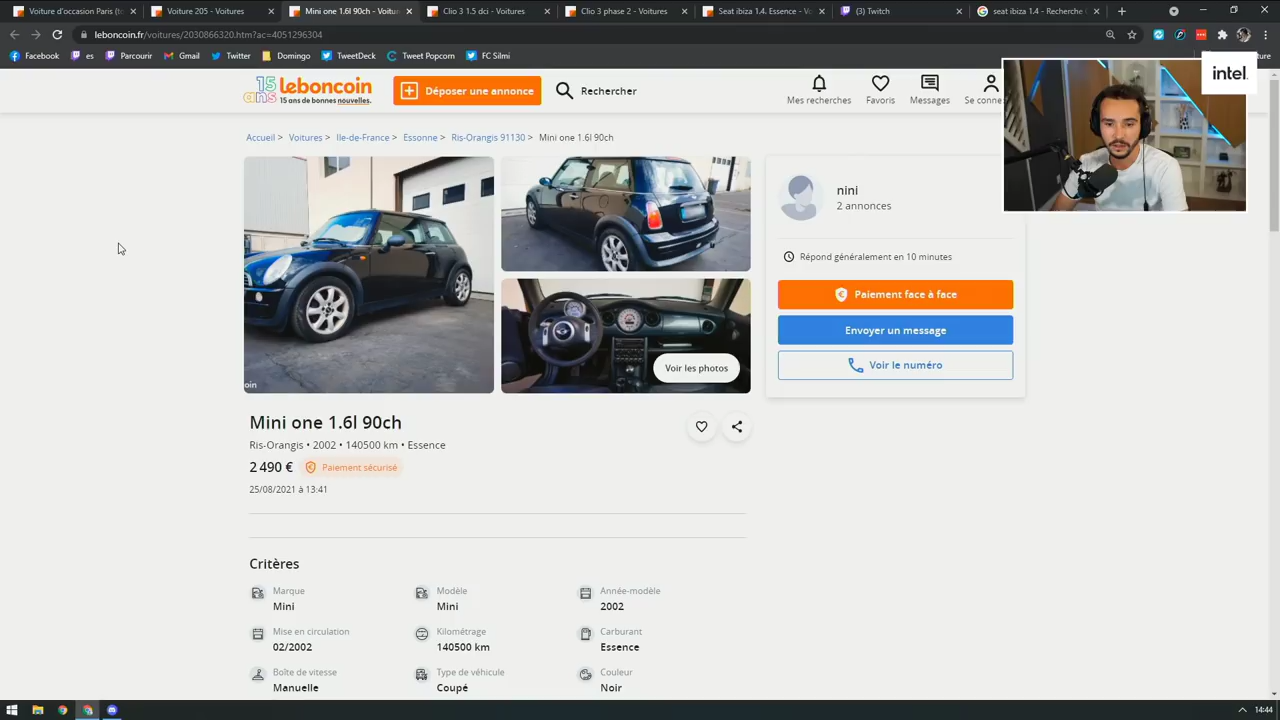 Voiture d'occasion Paris (to
Voiture 205 - Voitures
Mini one 1.6l 90ch - Voitur
Clio 3 1.5 dci - Voitures
Clio 3 phase 2 - Voitures
Seat ibiza 1.4. Essence - Vo
(3) Twitch
seat ibiza 1.4 - Recherche G
leboncoin.fr/voitures/2030866320.htm?ac=4051296304
Facebook
es
Parcourir
Gmail
Twitter
Domingo
TweetDeck
Tweet Popcorn
FC Silmi
intel.
15 ans
leboncoin
15 ans de bonnes nouvelles.
Déposer une annonce
Rechercher
Mes recherches
Favoris
Messages
Se conne
Accueil > Voitures > Ile-de-France > Essonne > Ris-Orangis 91130 > Mini one 1.6l 90ch
nini
2 annonces
Répond généralement en 10 minutes
Paiement face à face
Envoyer un message
Voir le numéro
coin
Voir les photos
Mini one 1.6l 90ch
Ris-Orangis • 2002 • 140500 km • Essence
2 490 € Paiement sécurisé
25/08/2021 à 13:41
Critères
Marque
Mini
Modèle
Mini
Année-modèle
2002
Mise en circulation
02/2002
Kilométrage
140500 km
Carburant
Essence
Boîte de vitesse
Manuelle
Type de véhicule
Coupé
Couleur
Noir
14:44